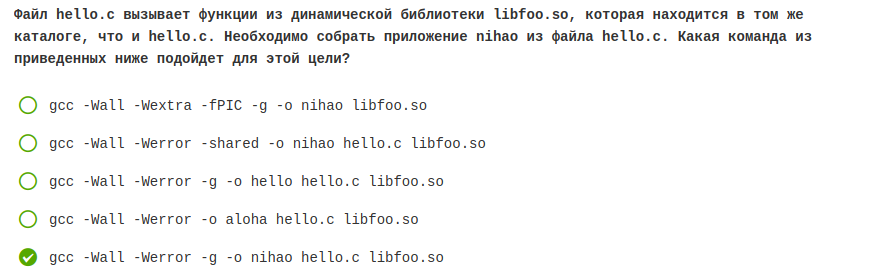 Файл hello.c вызывает функции из динамической библиотеки libfoo.so, которая находится в том же
каталоге, что и hello.c. Необходимо собрать приложение nihao из файла hello.c. Какая команда из
приведенных ниже подойдет для этой цели?
gcc -Wall -Wextra -fPIC -g -o nihao libfoo.so
gcc -Wall -Werror -shared -o nihao hello.c libfoo.so
gcc -Wall -Werror -g -o hello hello.c libfoo.so
gcc -Wall -Werror -o aloha hello.c libfoo.so
gcc -Wall -Werror -g -o nihao hello.c libfoo.so